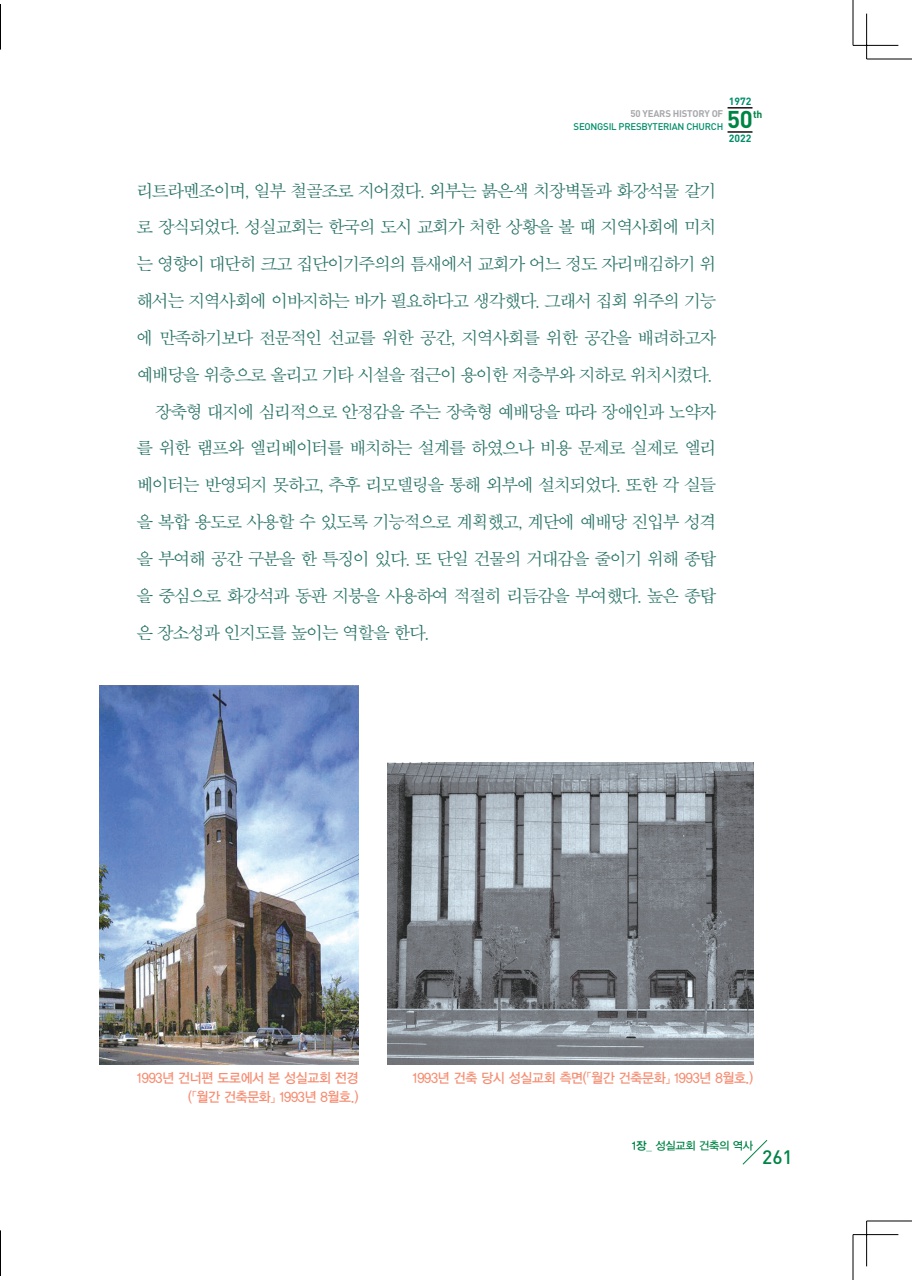 50 YEARS HISTORY OF
SEONGSIL PRESBYTERIAN CHURCH
1972
50th
2022
리트라멘조이며, 일부 철골조로 지어졌다. 외부는 붉은색 치장벽돌과 화강석물 갈기
로 장식되었다. 성실교회는 한국의 도시 교회가 처한 상황을 볼 때 지역사회에 미치
는 영향이 대단히 크고 집단이기주의의 틈새에서 교회가 어느 정도 자리매김하기 위
해서는 지역사회에 이바지하는 바가 필요하다고 생각했다. 그래서 집회 위주의 기능
에 만족하기보다 전문적인 선교를 위한 공간, 지역사회를 위한 공간을 배려하고자
예배당을 위층으로 올리고 기타 시설을 접근이 용이한 저층부와 지하로 위치시켰다.
장축형 대지에 심리적으로 안정감을 주는 장축형 예배당을 따라 장애인과 노약자
를 위한 램프와 엘리베이터를 배치하는 설계를 하였으나 비용 문제로 실제로 엘리
베이터는 반영되지 못하고, 추후 리모델링을 통해 외부에 설치되었다. 또한 각 실들
을 복합 용도로 사용할 수 있도록 기능적으로 계획했고, 계단에 예배당 진입부 성격
을 부여해 공간 구분을 한 특징이 있다. 또 단일 건물의 거대감을 줄이기 위해 종탑
을 중심으로 화강석과 동판 지붕을 사용하여 적절히 리듬감을 부여했다. 높은 종탑
은 장소성과 인지도를 높이는 역할을 한다.
1993년 건너편 도로에서 본 성실교회 전경
(『월간 건축문화』 1993년 8월호.)
1993년 건축 당시 성실교회 측면(『월간 건축문화』 1993년 8월호.)
1장_ 성실교회 건축의 역사
261